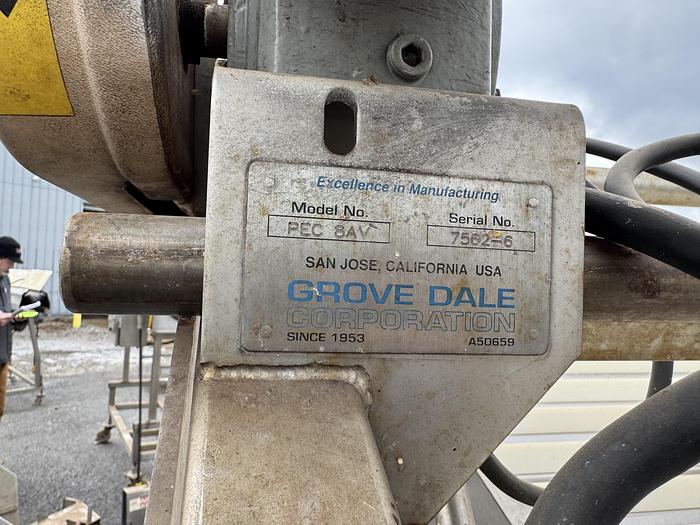 Excellence in Manufacturing
Model No. Serial No.
PEC 8AV 7562-6
SAN JOSE, CALIFORNIA USA
GROVE DALE
CORPORATION
SINCE 1953 A50659